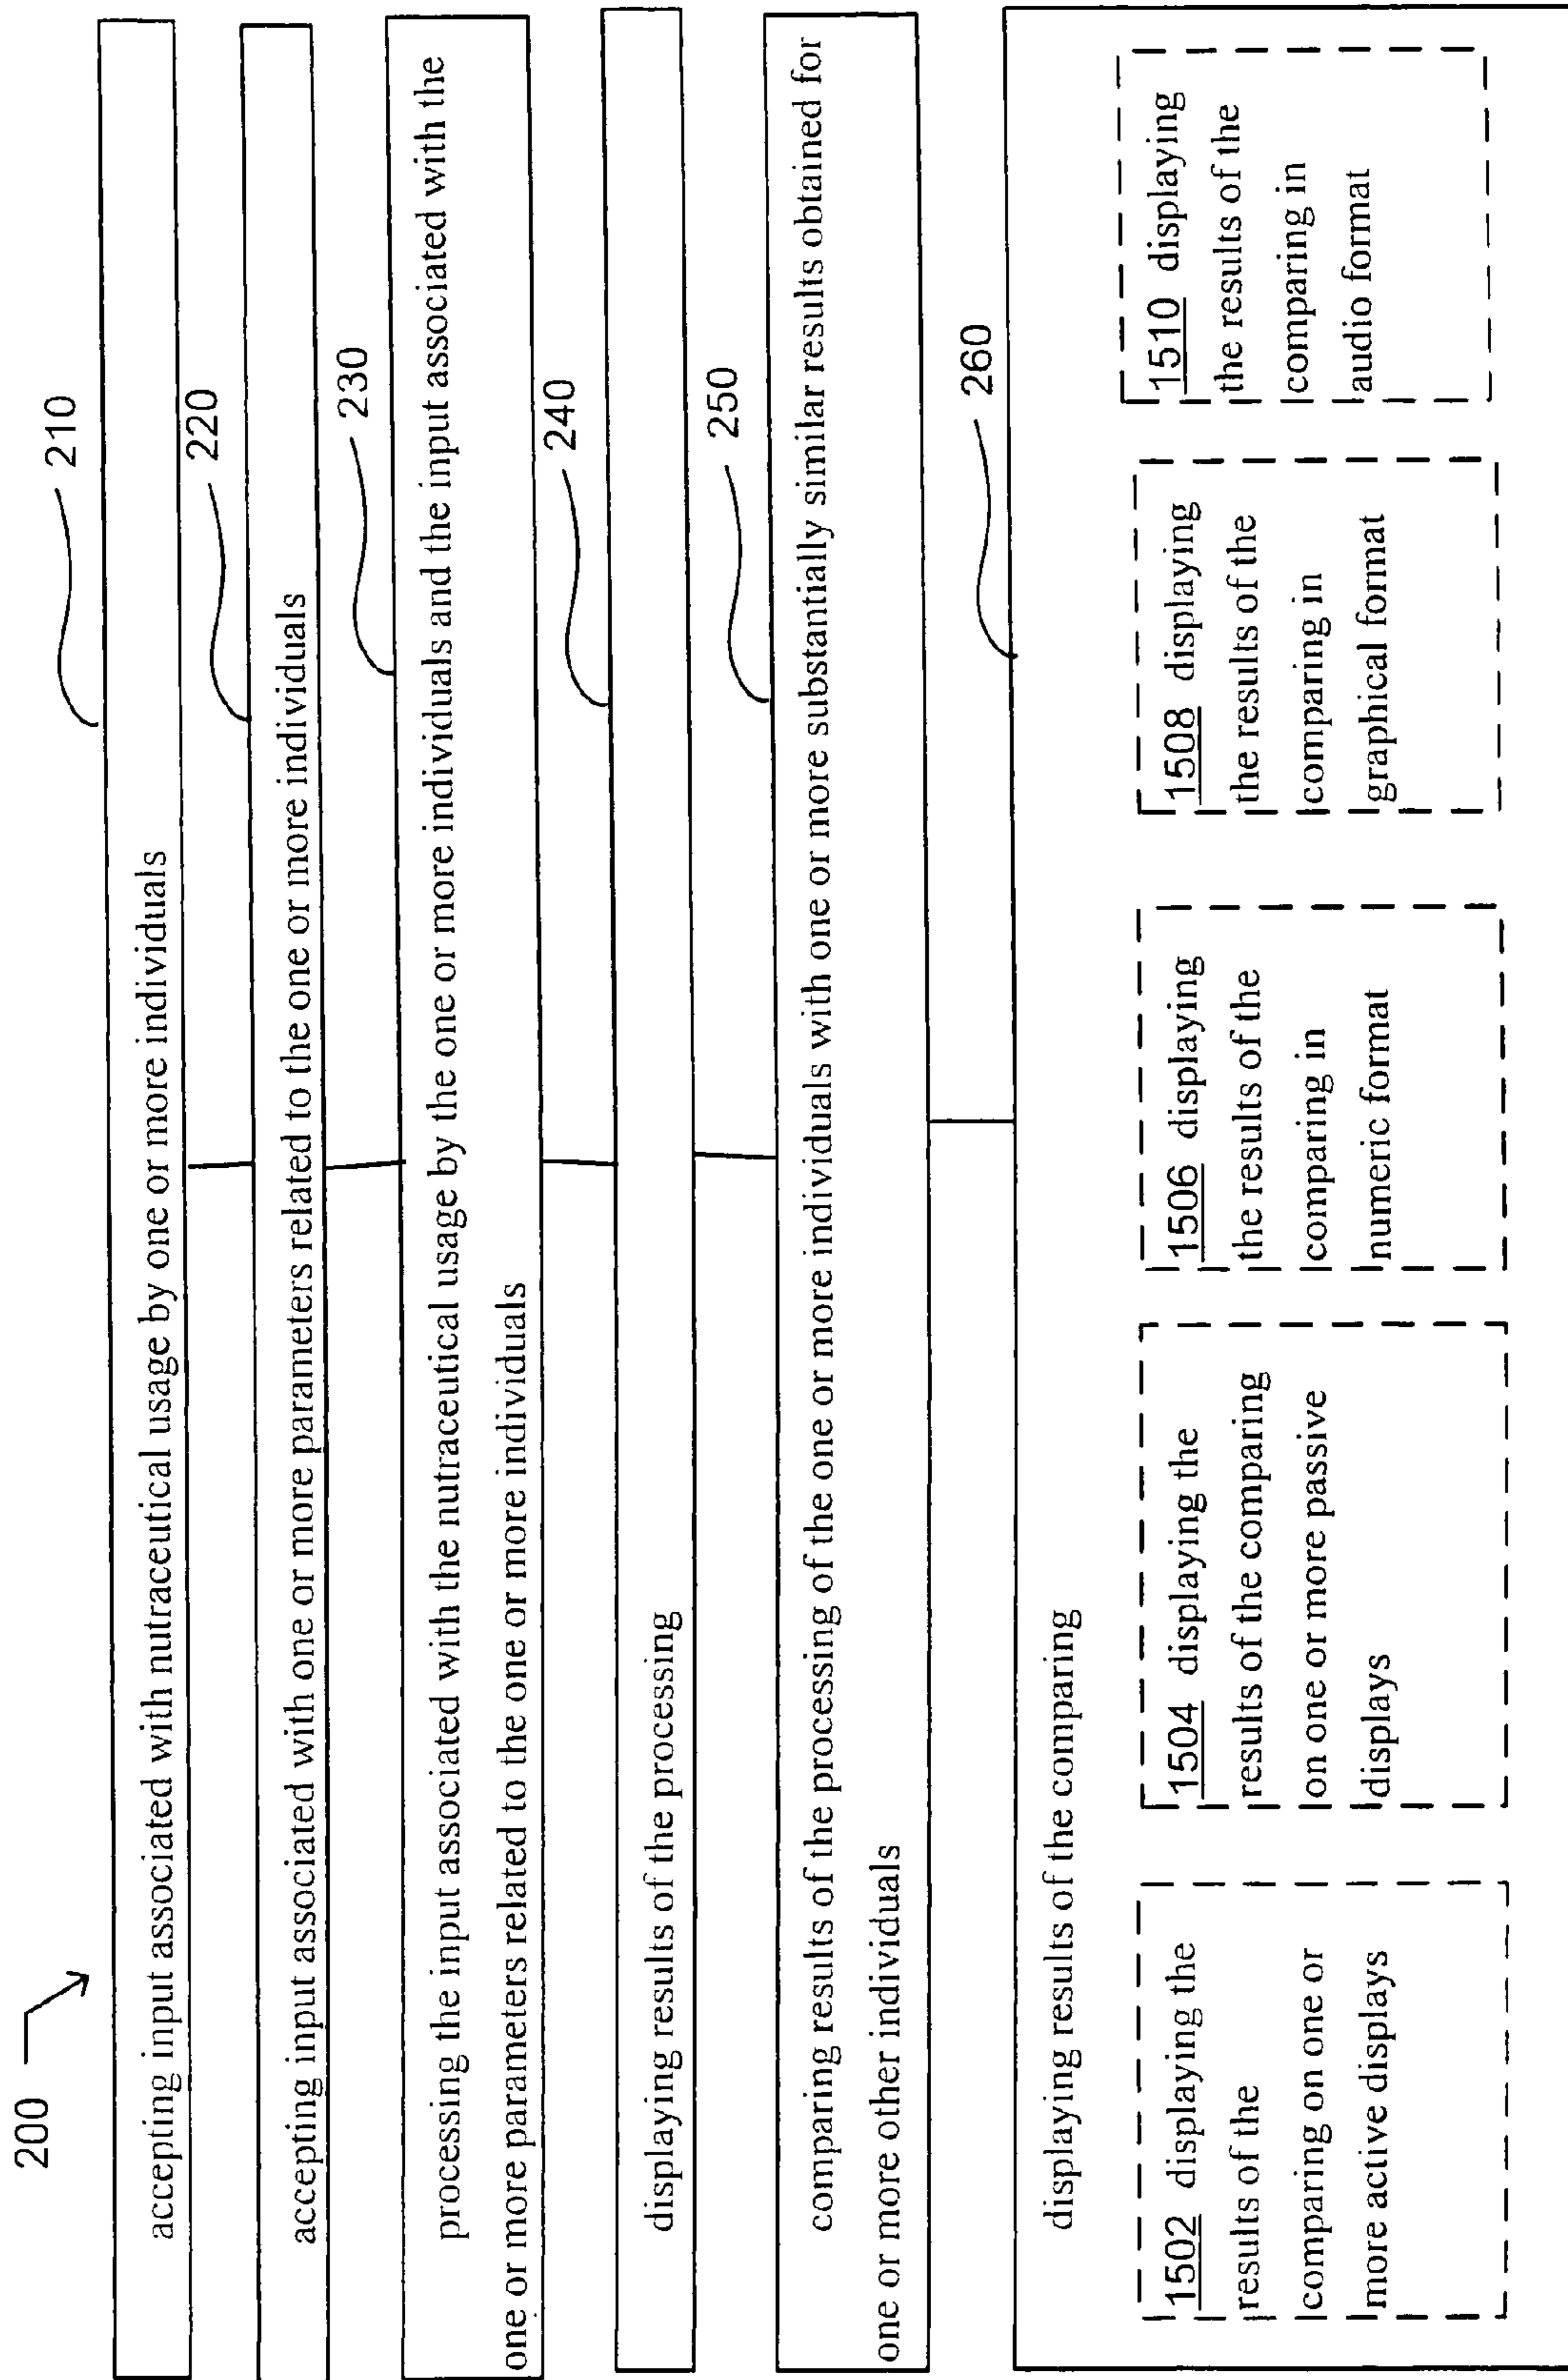 200
210
accepting input associated with nutraceutical usage by one or more individuals
220
accepting input associated with one or more parameters related to the one or more individuals
230
processing the input associated with the nutraceutical usage by the one or more individuals and the input associated with the
one or more parameters related to the one or more individuals
240
displaying results of the processing
250
comparing results of the processing of the one or more individuals with one or more substantially similar results obtained for
one or more other individuals
260
displaying results of the comparing
1502 displaying the
results of the
comparing on one or
more active displays
1504 displaying the
results of the comparing
on one or more passive
displays
1506 displaying
the results of the
comparing in
numeric format
1508 displaying
the results of the
comparing in
graphical format
1510 displaying
the results of the
comparing in
audio format